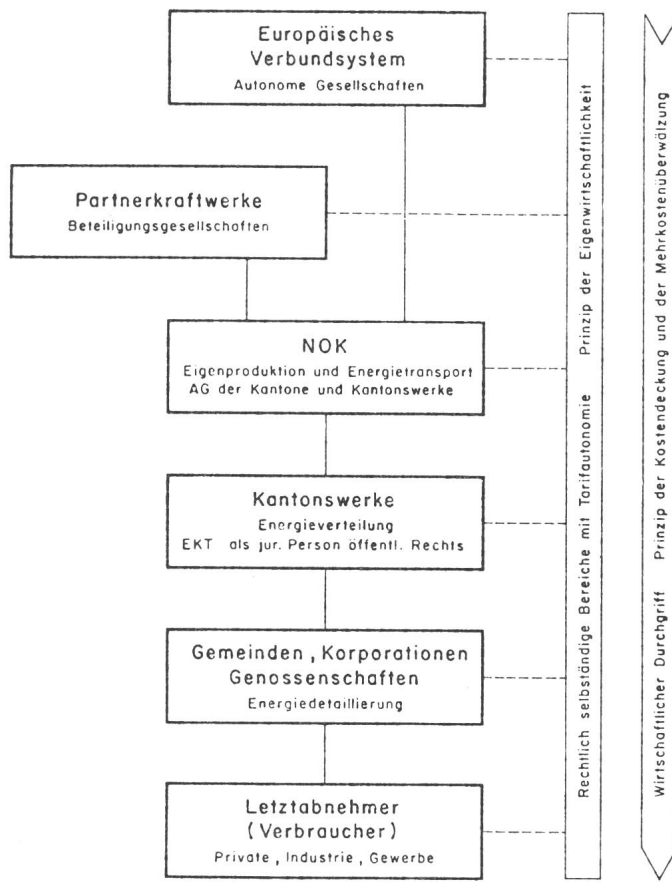 Europäisches
Verbundsystem
Autonome Gesellschaften
Partnerkraftwerke
Beteiligungsgesellschaften
NOK
Eigenproduktion und Energietransport
AG der Kantone und Kantonswerke
Kantonswerke
Energieverteilung
EKT als jur. Person öffentl. Rechts
Gemeinden, Korporationen
Genossenschaften
Energiedetaillierung
Letztabnehmer
(Verbraucher)
Private, Industrie, Gewerbe
Rechtlich selbständige Bereiche mit Tarifautonomie Prinzip der Eigenwirtschaftlichkeit
Wirtschaftlicher Durchgriff Prinzip der Kostendeckung und der Mehrkostenüberwälzung